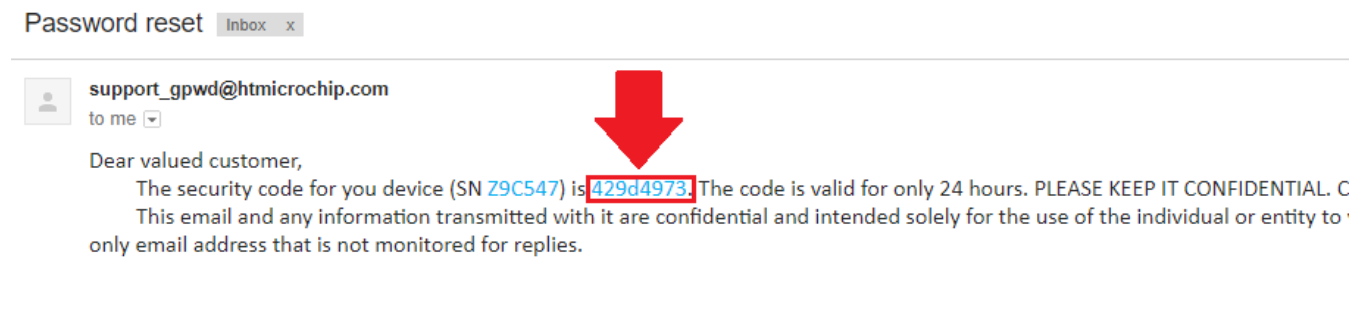 Password reset Inbox x
support_gpwd@htmicrochip.com
to me
Dear valued customer,
The security code for you device (SN Z9C547) is 429d4973. The code is valid for only 24 hours. PLEASE KEEP IT CONFIDENTIAL. C
This email and any information transmitted with it are confidential and intended solely for the use of the individual or entity to
only email address that is not monitored for replies.